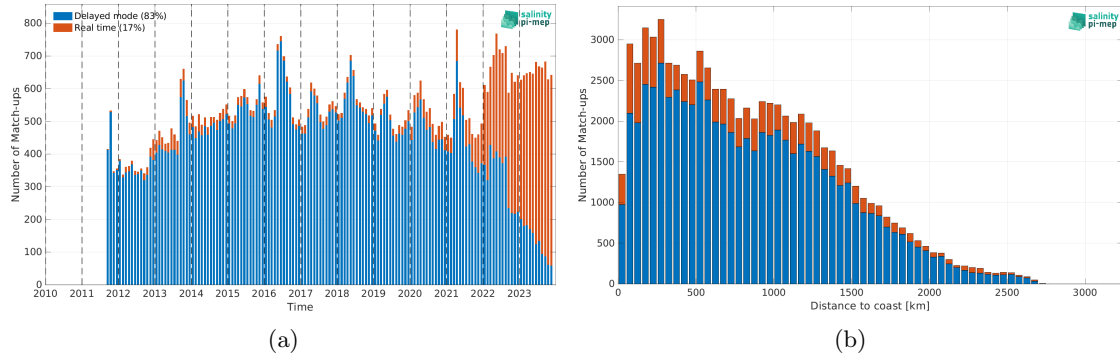 Delayed mode (83%)
Real time (17%)
salinity
pi-mep
800
700
600
500
400
300
200
100
0
Number of Match-ups
2010 2011 2012 2013 2014 2015 2016 2017 2018 2019 2020 2021 2022 2023
Time
(a)
salinity
pi-mep
3000
2500
2000
1500
1000
500
0
Number of Match-ups
0 500 1000 1500 2000 2500 3000
Distance to coast [km]
(b)